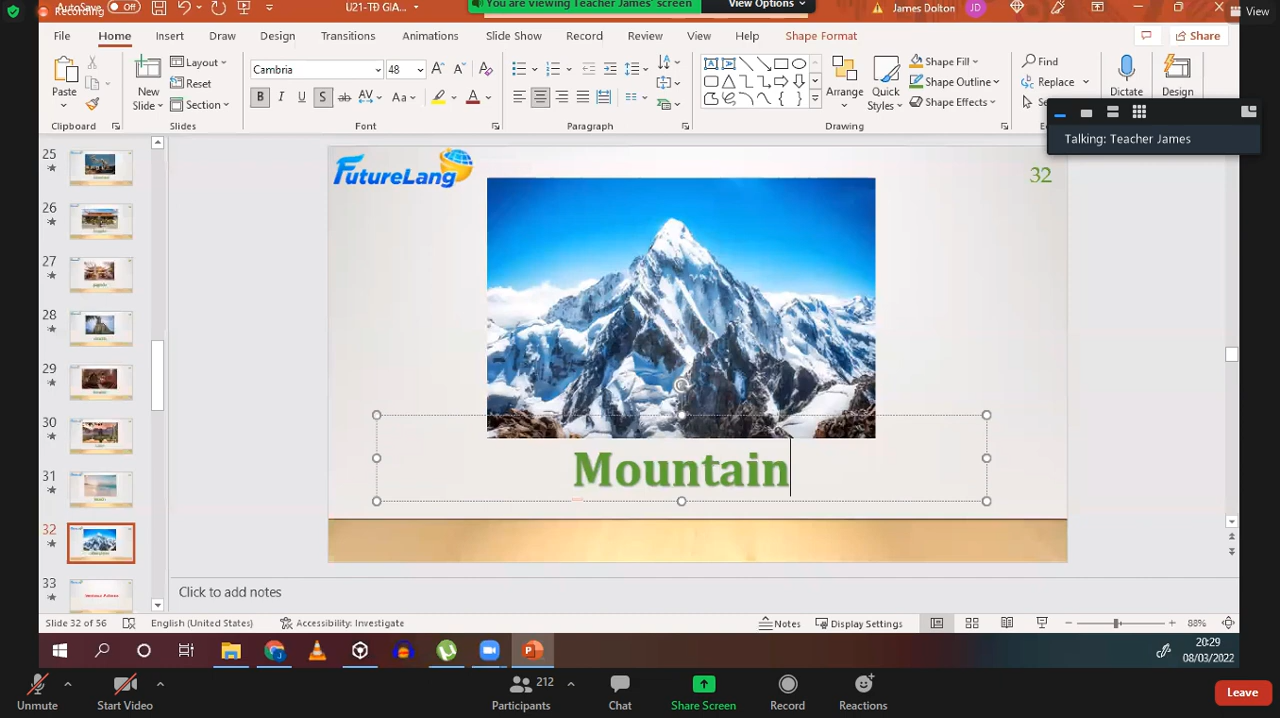 Recording
AutoSave Off
U21-TĐ GIA...
You are viewing Teacher James' screen
View Options
James Dolton
JD
View
File Home Insert Draw Design Transitions Animations Slide Show Record Review View Help Shape Format
Share
Paste
Clipboard
New
Slide
Layout
Reset
Section
Slides
Cambria 48
B I U S ab AV Aa A
Font
Paragraph
Arrange
Quick
Styles
Shape Fill
Shape Outline
Shape Effects
Drawing
Find
Replace
Dictate
Design
Talking: Teacher James
25
26
27
28
29
30
31
32
33
FutureLang
32
Mountain
Click to add notes
Slide 32 of 56
English (United States)
Accessibility: Investigate
Notes
Display Settings
88%
20:29
08/03/2022
Unmute
Start Video
212
Participants
Chat
Share Screen
Record
Reactions
Leave